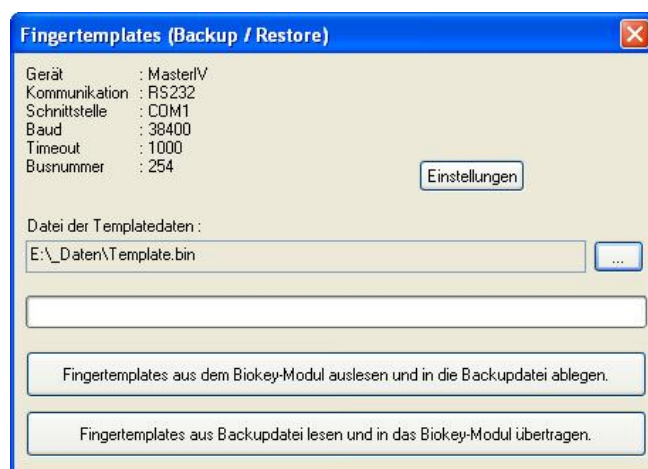 Fingertemplates (Backup / Restore)
Gerät : MasterIV
Kommunikation : RS232
Schnittstelle : COM1
Baud : 38400
Timeout : 1000
Busnummer : 254
Einstellungen
Datei der Templatedaten :
E:\_Daten\Template.bin
...
Fingertemplates aus dem Biokey-Modul auslesen und in die Backupdatei ablegen.
Fingertemplates aus Backupdatei lesen und in das Biokey-Modul übertragen.